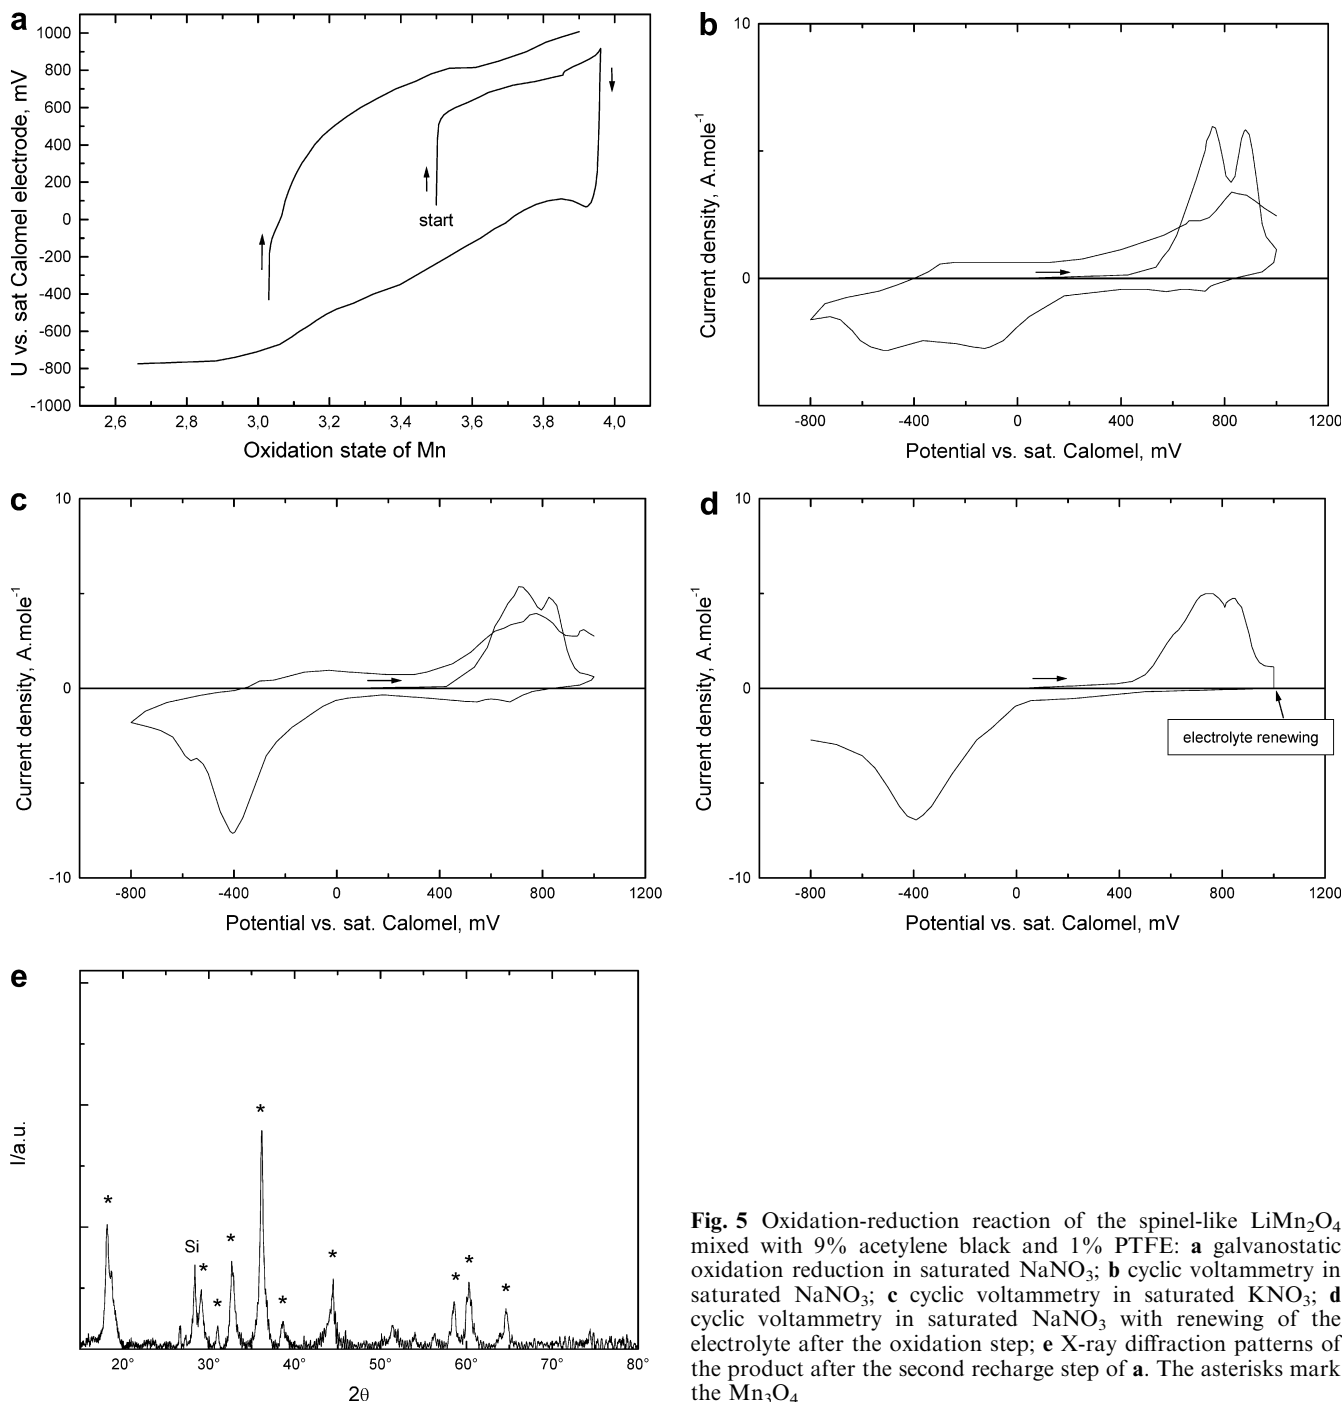 a
1000
800
600
400
200
0
-200
-400
-600
-800
-1000
U vs. sat Calomel electrode, mV
start
2,6 2,8 3,0 3,2 3,4 3,6 3,8 4,0
Oxidation state of Mn
b
10
0
Current density, A.mole-1
-800 -400 0 400 800 1200
Potential vs. sat. Calomel, mV
c
10
0
-10
Current density, A.mole-1
-800 -400 0 400 800 1200
Potential vs. sat. Calomel, mV
d
10
0
-10
Current density, A.mole-1
electrolyte renewing
-800 -400 0 400 800 1200
Potential vs. sat. Calomel, mV
e
I/a.u.
* Si * * * * * * * * *
20° 30° 40° 50° 60° 70° 80°
2θ
Fig. 5 Oxidation-reduction reaction of the spinel-like LiMn2O4
mixed with 9% acetylene black and 1% PTFE: a galvanostatic
oxidation reduction in saturated NaNO3; b cyclic voltammetry in
saturated NaNO3; c cyclic voltammetry in saturated KNO3; d
cyclic voltammetry in saturated NaNO3 with renewing of the
electrolyte after the oxidation step; e X-ray diffraction patterns of
the product after the second recharge step of a. The asterisks mark
the Mn3O4